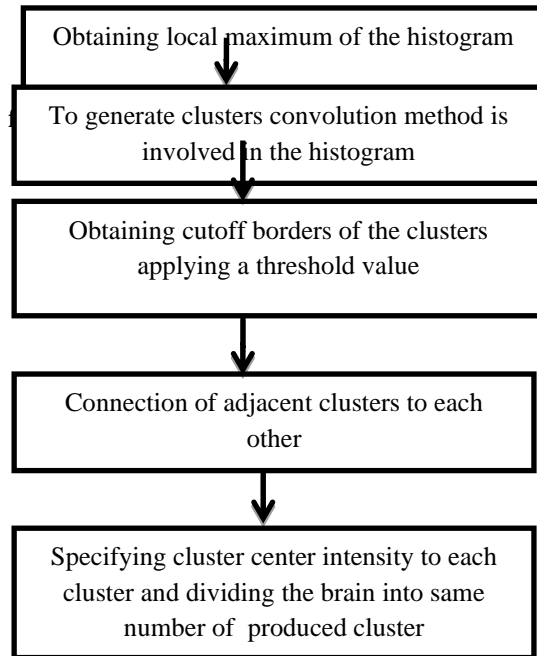 Obtaining local maximum of the histogram
To generate clusters convolution method is
involved in the histogram
Obtaining cutoff borders of the clusters
applying a threshold value
Connection of adjacent clusters to each
other
Specifying cluster center intensity to each
cluster and dividing the brain into same
number of produced cluster